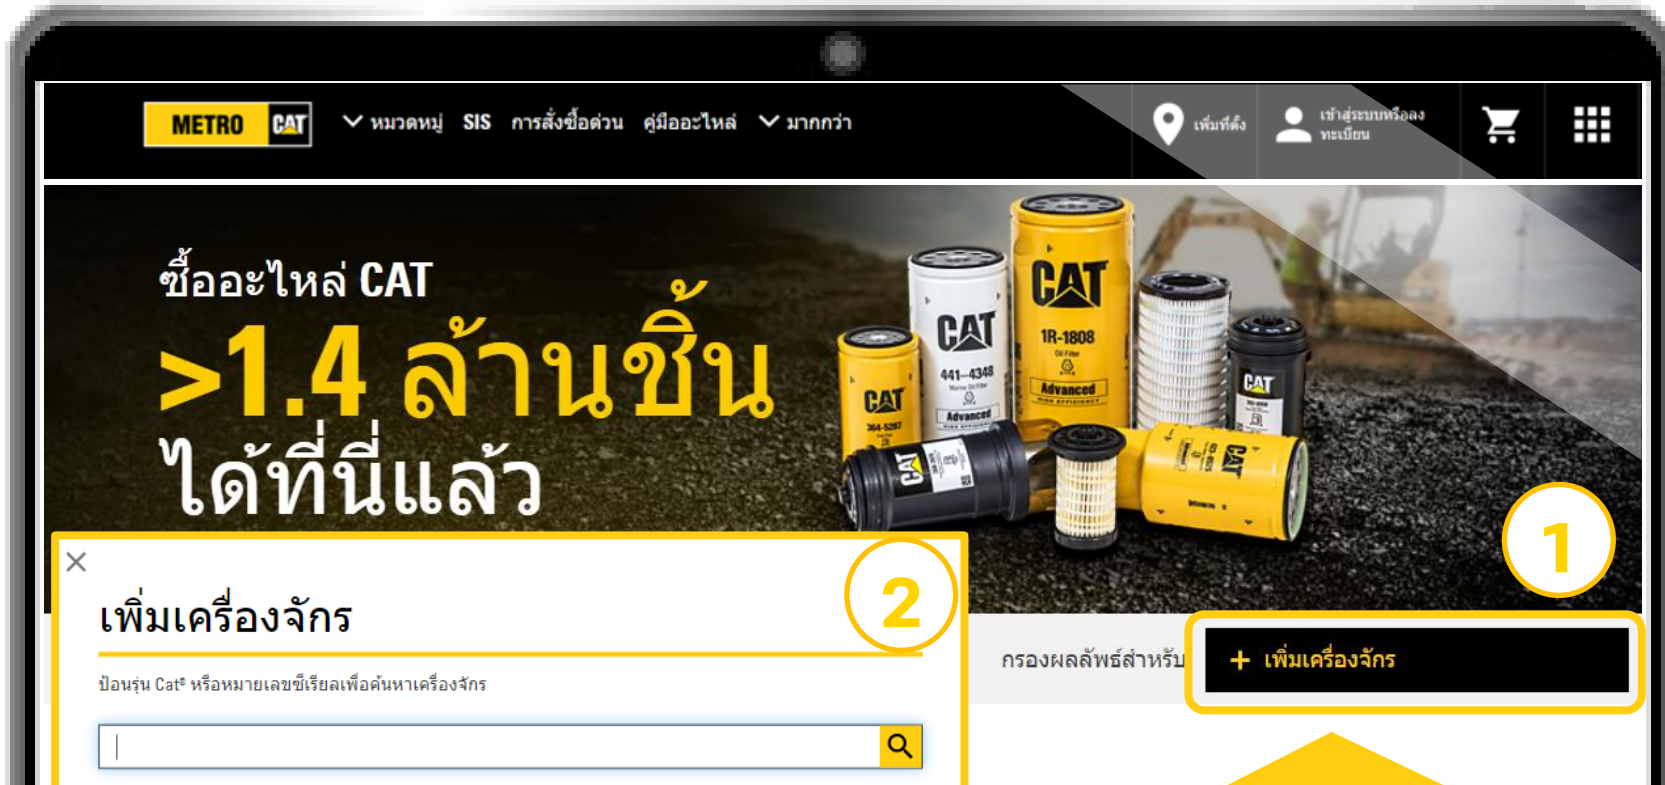 METRO CAT
หมวดหมู่ SIS การสั่งซื้อด่วน คู่มืออะไหล่ มากกว่า
เพิ่มที่ตั้ง
เข้าสู่ระบบหรือลง
ทะเบียน
ซื้ออะไหล่ CAT
>1.4 ล้านชิ้น
ได้ที่นี่แล้ว
CAT
1R-1808
Oil Filter
Advanced
HIGH EFFICIENCY
CAT
441-4348
Advanced
CAT
364-5287
CAT
CAT
CAT
1
2
เพิ่มเครื่องจักร
ป้อนรุ่น Cat® หรือหมายเลขซีเรียลเพื่อค้นหาเครื่องจักร
กรองผลลัพธ์สำหรับ
+ เพิ่มเครื่องจักร